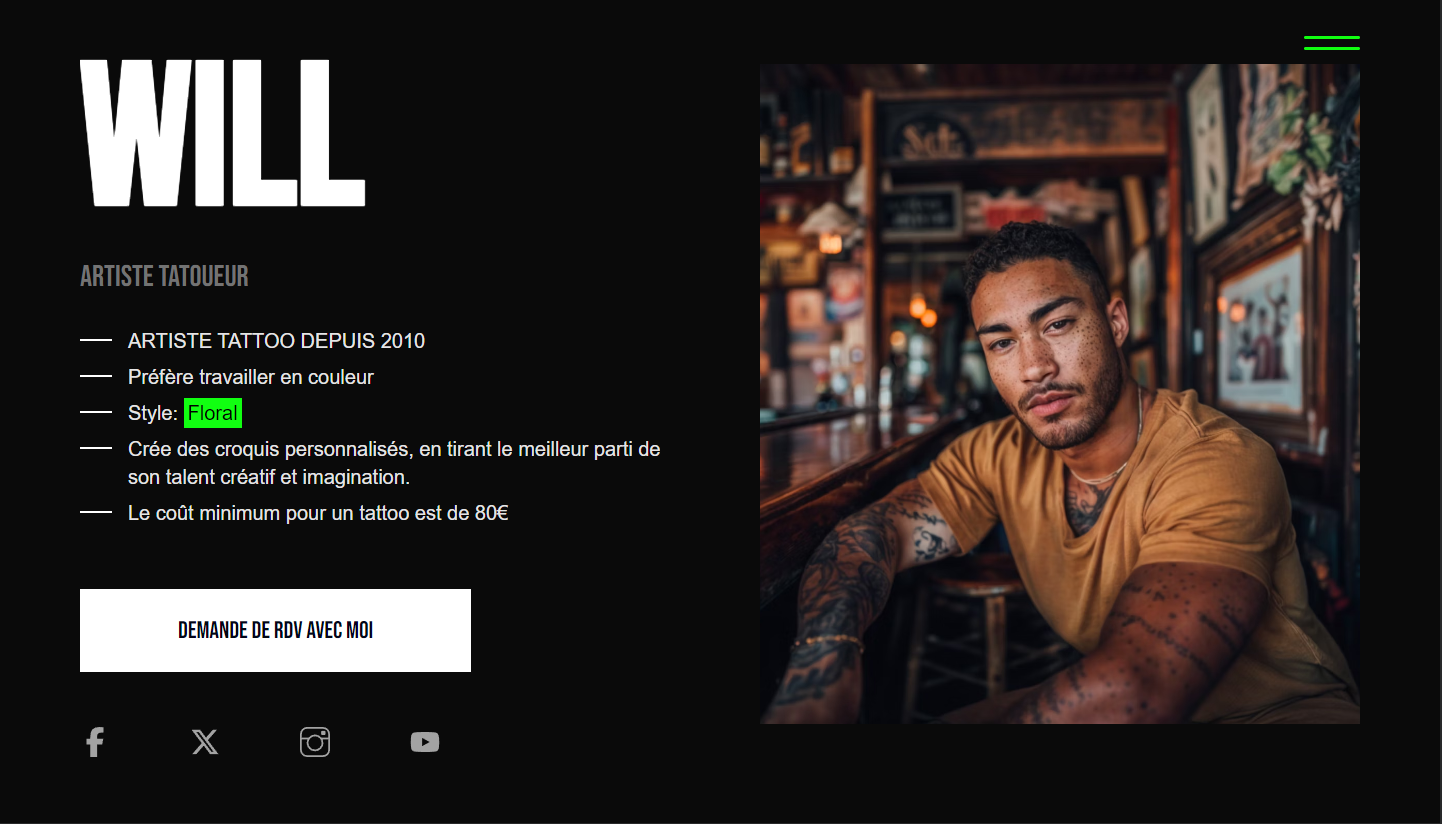 WILL
ARTISTE TATOUEUR
ARTISTE TATTOO DEPUIS 2010
Préfère travailler en couleur
Style: Floral
Crée des croquis personnalisés, en tirant le meilleur parti de
son talent créatif et imagination.
Le coût minimum pour un tattoo est de 80€
DEMANDE DE RDV AVEC MOI